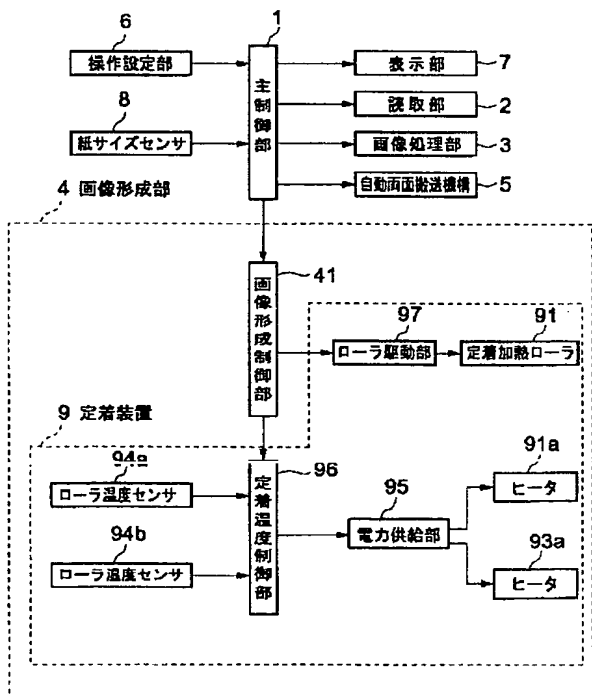 6
操作設定部
8
紙サイズセンサ
1
主制御部
表示部
7
読取部
2
画像処理部
3
自動両面搬送機構
5
4 画像形成部
41
画像形成制御部
97
ローラ駆動部
91
定着加熱ローラ
9 定着装置
94a
ローラ温度センサ
94b
ローラ温度センサ
96
定着温度制御部
95
電力供給部
91a
ヒータ
93a
ヒータ